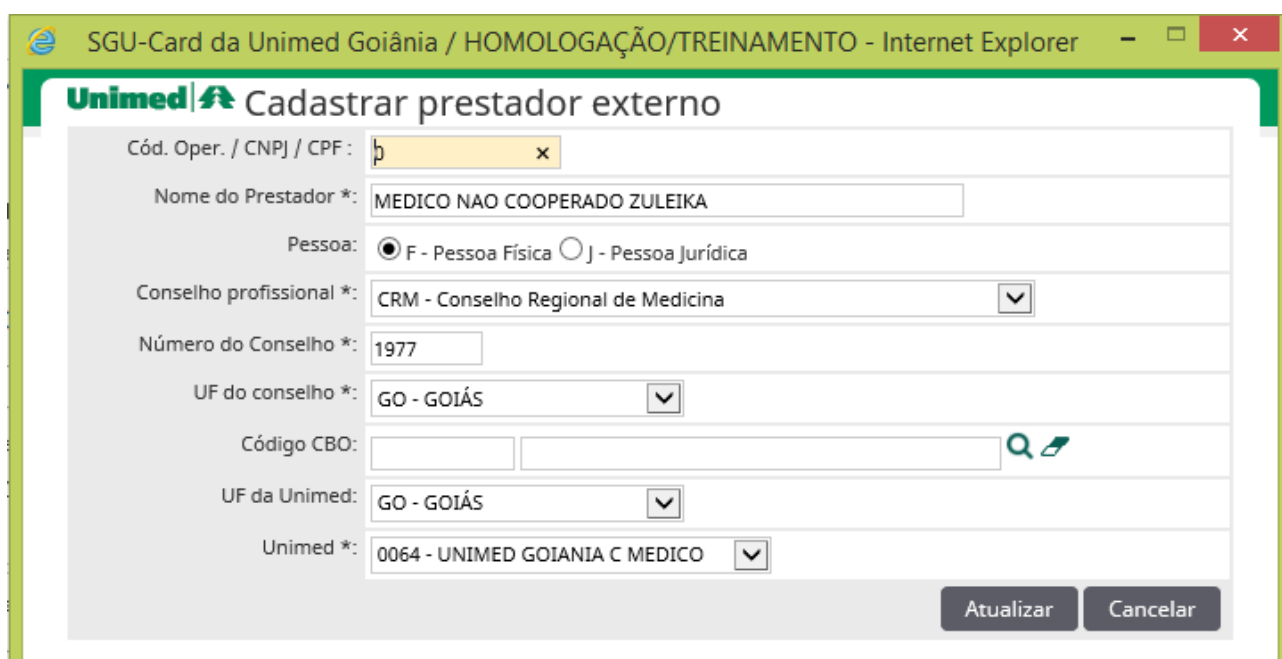 SGU-Card da Unimed Goiânia / HOMOLOGAÇÃO/TREINAMENTO - Internet Explorer
Unimed Cadastrar prestador externo
Cód. Oper. / CNPJ / CPF :
Nome do Prestador *: MEDICO NAO COOPERADO ZULEIKA
Pessoa: F - Pessoa Física J - Pessoa Jurídica
Conselho profissional *: CRM - Conselho Regional de Medicina
Número do Conselho *: 1977
UF do conselho *: GO - GOIÁS
Código CBO:
UF da Unimed: GO - GOIÁS
Unimed *: 0064 - UNIMED GOIANIA C MEDICO
Atualizar Cancelar